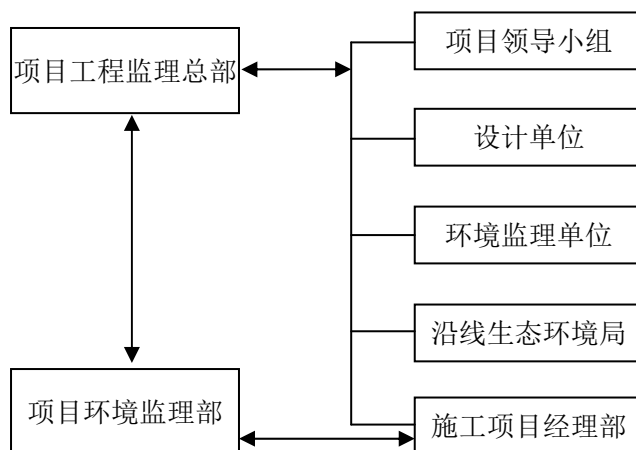 项目领导小组
项目工程监理总部
设计单位
环境监理单位
沿线生态环境局
项目环境监理部
施工项目经理部